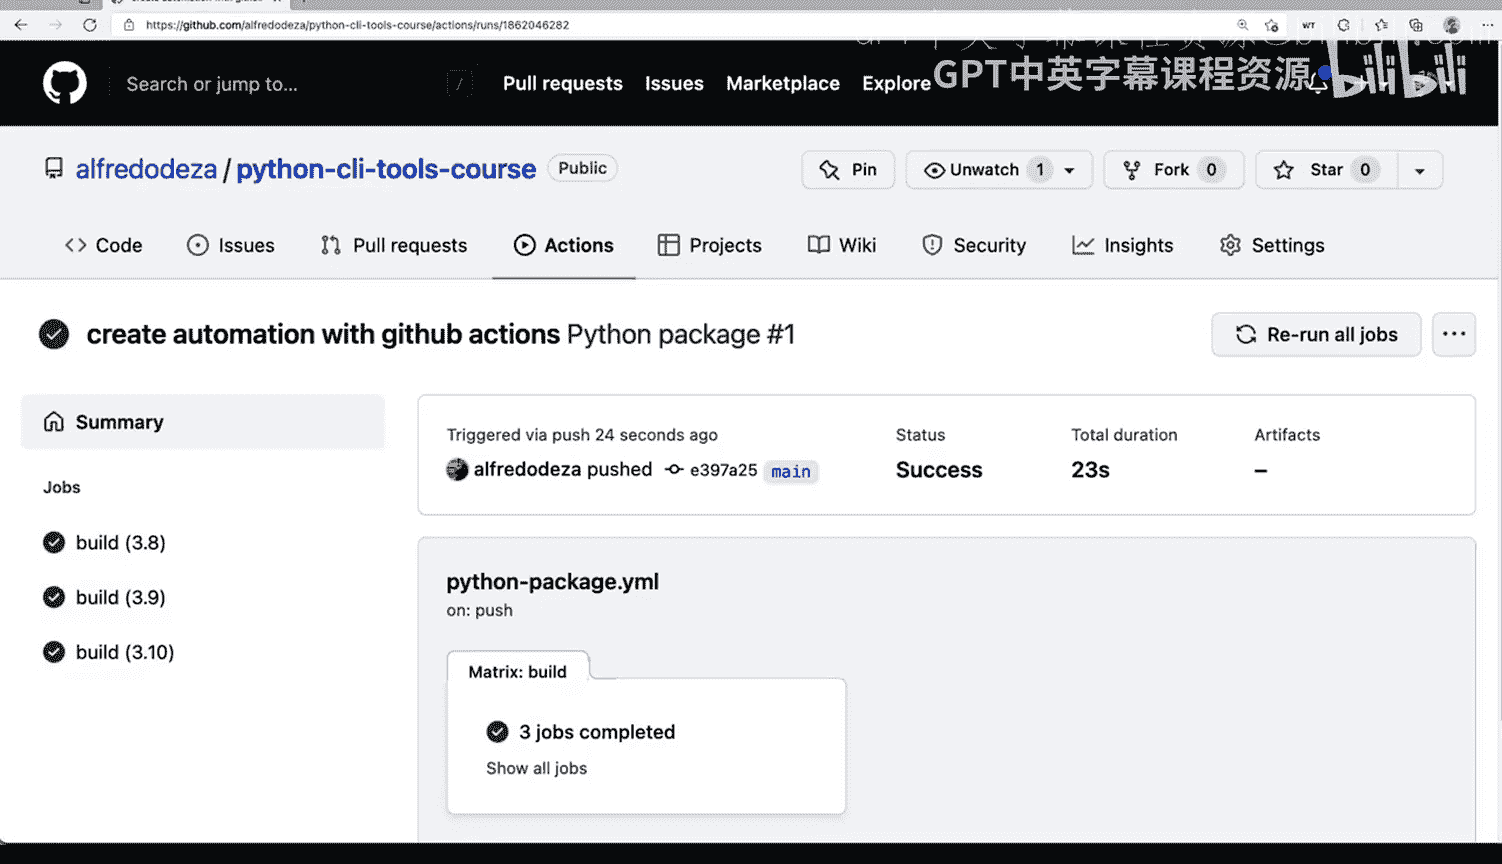 https://github.com/alfredodeza/python-cli-tools-course/actions/runs/1862046282
Search or jump to...
/
Pull requests Issues Marketplace Explore
GPT中英字幕课程资源
bilibili
alfredodeza / python-cli-tools-course Public
Pin
Unwatch 1
Fork 0
Star 0
Code Issues Pull requests Actions Projects Wiki Security Insights Settings
create automation with github actions Python package #1
Re-run all jobs
Summary
Jobs
build (3.8)
build (3.9)
build (3.10)
Triggered via push 24 seconds ago
alfredodeza pushed e397a25 main
Status
Success
Total duration
23s
Artifacts
–
python-package.yml
on: push
Matrix: build
3 jobs completed
Show all jobs